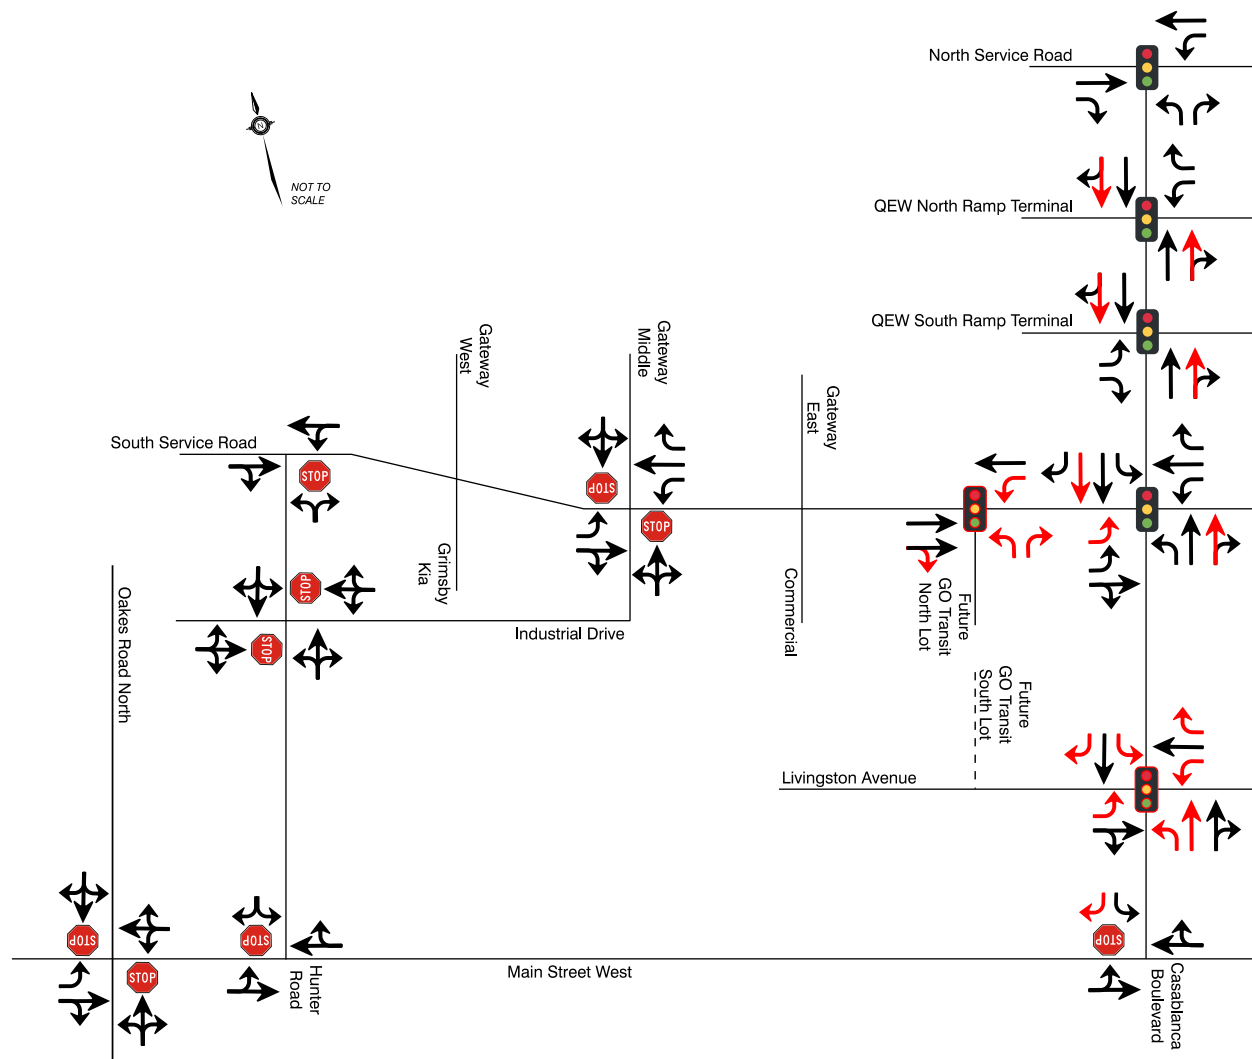 North Service Road
Z
NOT TO
SCALE
QEW North Ramp Terminal
QEW South Ramp Terminal
Gateway
West
Gateway
Middle
Gateway
East
South Service Road
STOP
STOP
STOP
Grimsby
Kia
STOP
STOP
Industrial Drive
Commercial
Future
GO Transit
North Lot
Oakes Road North
Future
GO Transit
South Lot
Livingston Avenue
STOP
STOP
STOP
STOP
Hunter
Road
Main Street West
Casablanca
Boulevard